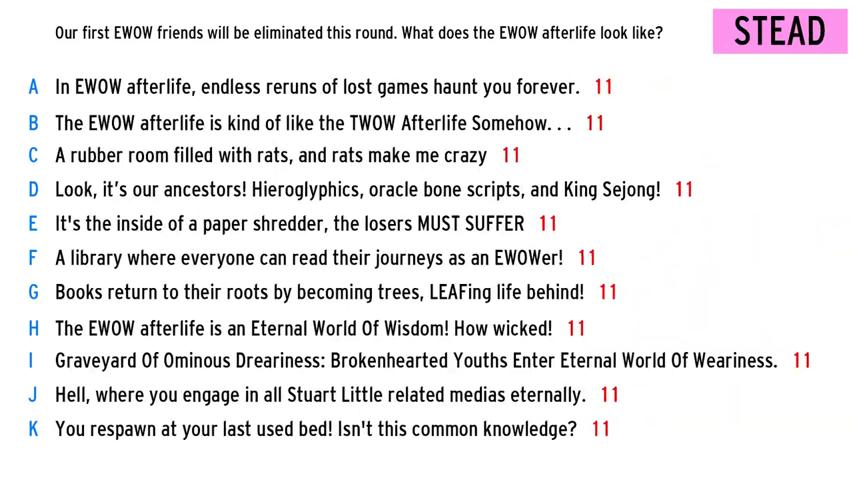 Our first EWOW friends will be eliminated this round. What does the EWOW afterlife look like?
STEAD
A In EWOW afterlife, endless reruns of lost games haunt you forever. 11
B The EWOW afterlife is kind of like the TWOW Afterlife Somehow. . . 11
C A rubber room filled with rats, and rats make me crazy 11
D Look, it's our ancestors! Hieroglyphics, oracle bone scripts, and King Sejong! 11
E It's the inside of a paper shredder, the losers MUST SUFFER 11
F A library where everyone can read their journeys as an EWOWer! 11
G Books return to their roots by becoming trees, LEAFing life behind! 11
H The EWOW afterlife is an Eternal World Of Wisdom! How wicked! 11
I Graveyard Of Ominous Dreariness: Brokenhearted Youths Enter Eternal World Of Weariness. 11
J Hell, where you engage in all Stuart Little related medias eternally. 11
K You respawn at your last used bed! Isn't this common knowledge? 11